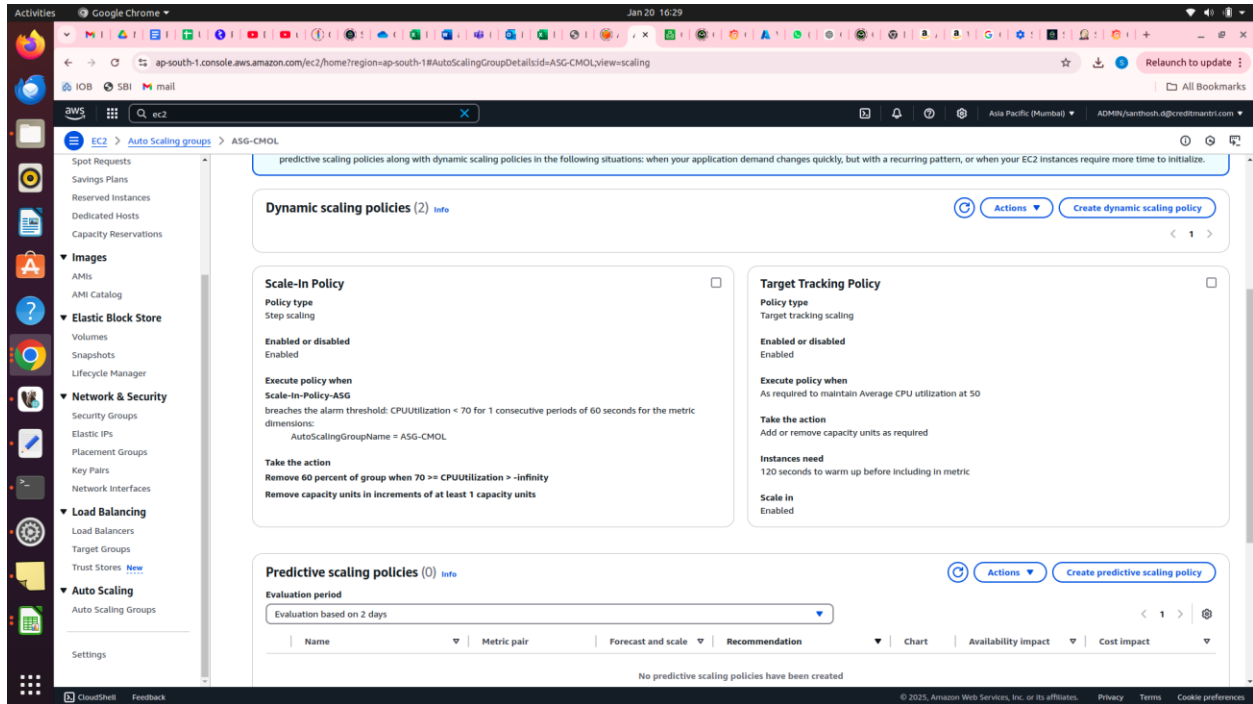 Activities
Google Chrome
Jan 20 16:29
ap-south-1.console.aws.amazon.com/ec2/home?region=ap-south-1#AutoScalingGroupDetails:id=ASG-CMOL;view=scaling
Relaunch to update
IOB
SBI
mail
All Bookmarks
aws
ec2
Asia Pacific (Mumbai)
ADMIN/santhosh.d@creditmantri.com
EC2 > Auto Scaling groups > ASG-CMOL
Spot Requests
Savings Plans
Reserved Instances
Dedicated Hosts
Capacity Reservations
Images
AMIs
AMI Catalog
Elastic Block Store
Volumes
Snapshots
Lifecycle Manager
Network & Security
Security Groups
Elastic IPs
Placement Groups
Key Pairs
Network Interfaces
Load Balancing
Load Balancers
Target Groups
Trust Stores New
Auto Scaling
Auto Scaling Groups
Settings
predictive scaling policies along with dynamic scaling policies in the following situations: when your application demand changes quickly, but with a recurring pattern, or when your EC2 instances require more time to initialize.
Dynamic scaling policies (2) Info
Actions
Create dynamic scaling policy
1
Scale-In Policy
Policy type
Step scaling
Enabled or disabled
Enabled
Execute policy when
Scale-In-Policy-ASG
breaches the alarm threshold: CPUUtilization < 70 for 1 consecutive periods of 60 seconds for the metric
dimensions:
AutoScalingGroupName = ASG-CMOL
Take the action
Remove 60 percent of group when 70 >= CPUUtilization > -infinity
Remove capacity units in increments of at least 1 capacity units
Target Tracking Policy
Policy type
Target tracking scaling
Enabled or disabled
Enabled
Execute policy when
As required to maintain Average CPU utilization at 50
Take the action
Add or remove capacity units as required
Instances need
120 seconds to warm up before including in metric
Scale in
Enabled
Predictive scaling policies (0) Info
Actions
Create predictive scaling policy
Evaluation period
Evaluation based on 2 days
1
Name
Metric pair
Forecast and scale
Recommendation
Chart
Availability impact
Cost impact
No predictive scaling policies have been created
CloudShell
Feedback
© 2025, Amazon Web Services, Inc. or its affiliates.
Privacy
Terms
Cookie preferences